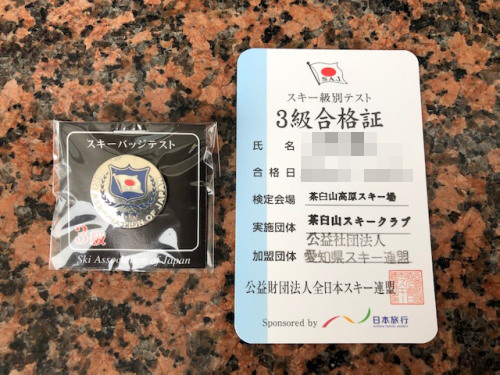 スキーバッジテスト
3級
Ski Association of Japan
S.A.J
スキー級別テスト
3級合格証
氏 名
合格日
検定会場 茶臼山高原スキー場
実施団体 茶臼山スキークラブ
公益社団法人
加盟団体 愛知県スキー連盟
公益財団法人全日本スキー連盟
Sponsored by 日本旅行